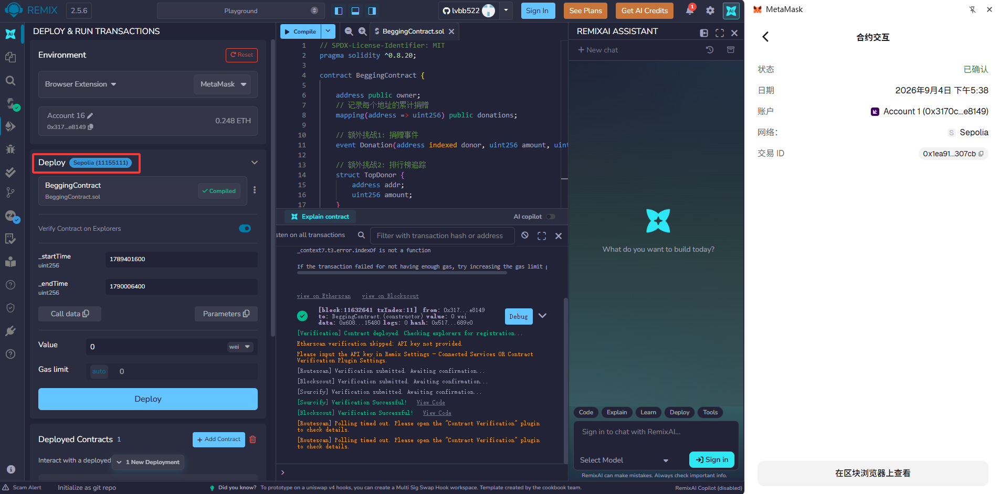 REMIX
2.5.6
Playground
lvbb522
Sign In
See Plans
Get AI Credits
1
AI
MetaMask
AI
DEPLOY & RUN TRANSACTIONS
Environment
Reset
Browser Extension
MetaMask
Account 16
0x317...e8149
0.248 ETH
Deploy
Sepolia (11155111)
BeggingContract
BeggingContract.sol
Compiled
Verify Contract on Explorers
_startTime
uint256
1789401600
_endTime
uint256
1790006400
Call data
Parameters
Value
0
wei
Gas limit
auto
0
Deploy
Deployed Contracts 1
+ Add Contract
Interact with a deployed
1 New Deployment
Compile
BeggingContract.sol
1 // SPDX-License-Identifier: MIT
2 pragma solidity ^0.8.20;
3
4 contract BeggingContract {
5
6 address public owner;
7 // 记录每个地址的累计捐赠
8 mapping(address => uint256) public donations;
9
10 // 额外挑战1: 捐赠事件
11 event Donation(address indexed donor, uint256 amount, uint
12
13 // 额外挑战2: 排行榜追踪
14 struct TopDonor {
15 address addr;
16 uint256 amount;
17 }
Explain contract
AI copilot
sten on all transactions
Filter with transaction hash or address
_context7.t3.error.indexOf is not a function
If the transaction failed for not having enough gas, try increasing the gas limit g
view on Etherscan
view on Blockscout
[block:11632641 txIndex:11] from: 0x317...e8149
to: BeggingContract.(constructor) value: 0 wei
data: 0x608...15480 logs: 0 hash: 0x517...689c0
Debug
[Verification] Contract deployed. Checking explorers for registration...
Etherscan verification skipped: API key not provided.
Please input the API key in Remix Settings - Connected Services OR Contract
Verification Plugin Settings.
[Routescan] Verification submitted. Awaiting confirmation...
[Blockscout] Verification submitted. Awaiting confirmation...
[Sourcify] Verification submitted. Awaiting confirmation...
[Sourcify] Verification Successful! View Code
[Blockscout] Verification Successful! View Code
[Routescan] Polling timed out. Please open the "Contract Verification" plugin
to check details.
[Routescan] Polling timed out. Please open the "Contract Verification" plugin
to check details.
>
REMIXAI ASSISTANT
+ New chat
What do you want to build today?
Code
Explain
Learn
Deploy
Tools
Sign in to chat with RemixAI...
Select Model
Sign in
RemixAI can make mistakes. Always check important info.
合约交互
状态
已确认
日期
2026年9月4日 下午5:38
账户
Account 1 (0x3170c...e8149)
网络:
S Sepolia
交易 ID
0x1ea91...307cb
在区块浏览器上查看
Scam Alert
Initialize as git repo
Did you know? To prototype on a uniswap v4 hooks, you can create a Multi Sig Swap Hook workspace. Template created by the cookbook team.
RemixAI Copilot (disabled)